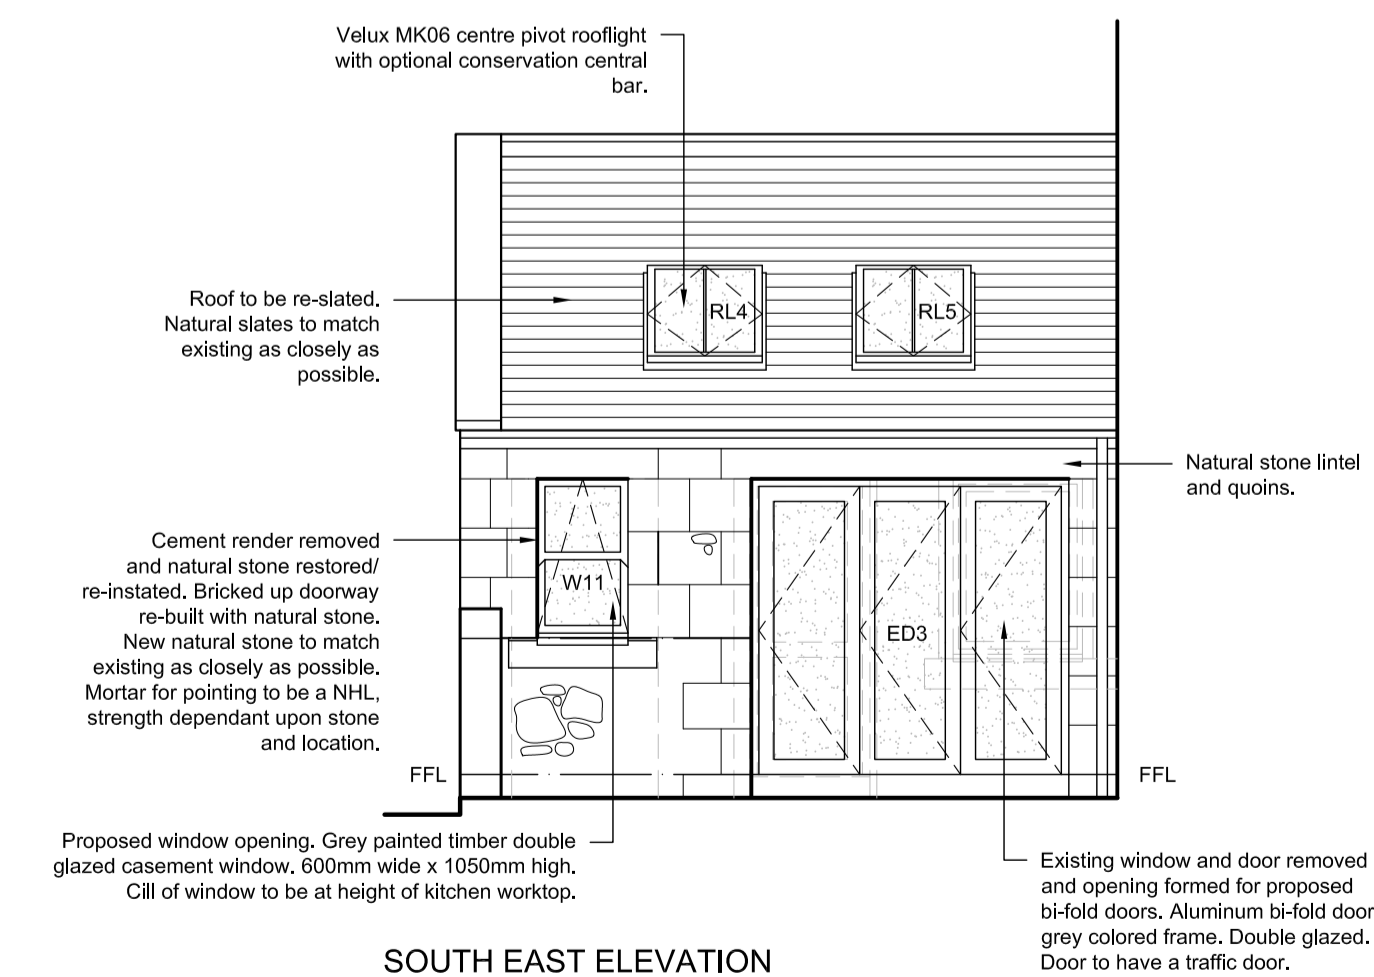 Velux MK06 centre pivot rooflight
with optional conservation central
bar.
RL4
RL5
Roof to be re-slated.
Natural slates to match
existing as closely as
possible.
Natural stone lintel
and quoins.
Cement render removed
and natural stone restored/
re-instated. Bricked up doorway
re-built with natural stone.
New natural stone to match
existing as closely as possible.
Mortar for pointing to be a NHL,
strength dependant upon stone
and location.
W11
ED3
FFL
FFL
Proposed window opening. Grey painted timber double
glazed casement window. 600mm wide x 1050mm high.
Cill of window to be at height of kitchen worktop.
Existing window and door removed
and opening formed for proposed
bi-fold doors. Aluminum bi-fold door
grey colored frame. Double glazed.
Door to have a traffic door.
SOUTH EAST ELEVATION